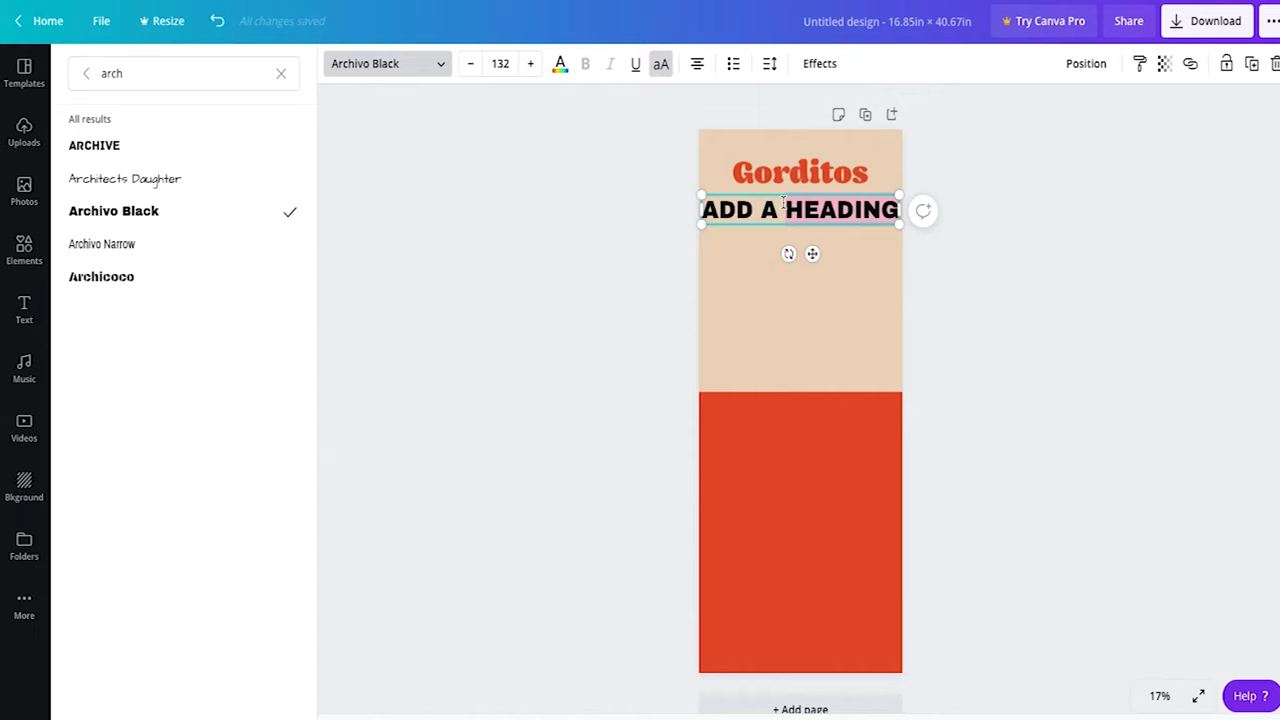 Home File Resize All changes saved Untitled design - 16.85in × 40.67in Try Canva Pro Share Download
Templates
Uploads
Photos
Elements
Text
Music
Videos
Bkground
Folders
More
arch
All results
ARCHIVE
Architects Daughter
Archivo Black
Archivo Narrow
Archicoco
Archivo Black − 132 + A B I U aA Effects Position
Gorditos
ADD A HEADING
+ Add page
17% Help ?